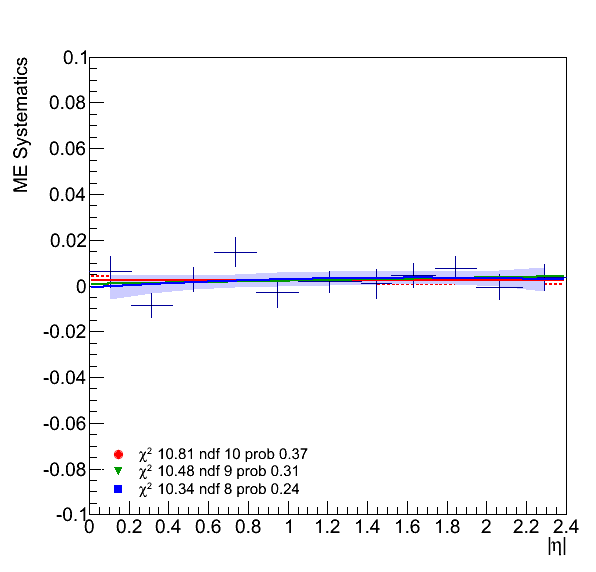 ME Systematics
0.1
0.08
0.06
0.04
0.02
0
-0.02
-0.04
-0.06
-0.08
-0.1
χ² 10.81 ndf 10 prob 0.37
χ² 10.48 ndf 9 prob 0.31
χ² 10.34 ndf 8 prob 0.24
0 0.2 0.4 0.6 0.8 1 1.2 1.4 1.6 1.8 2 2.2 2.4
|η|